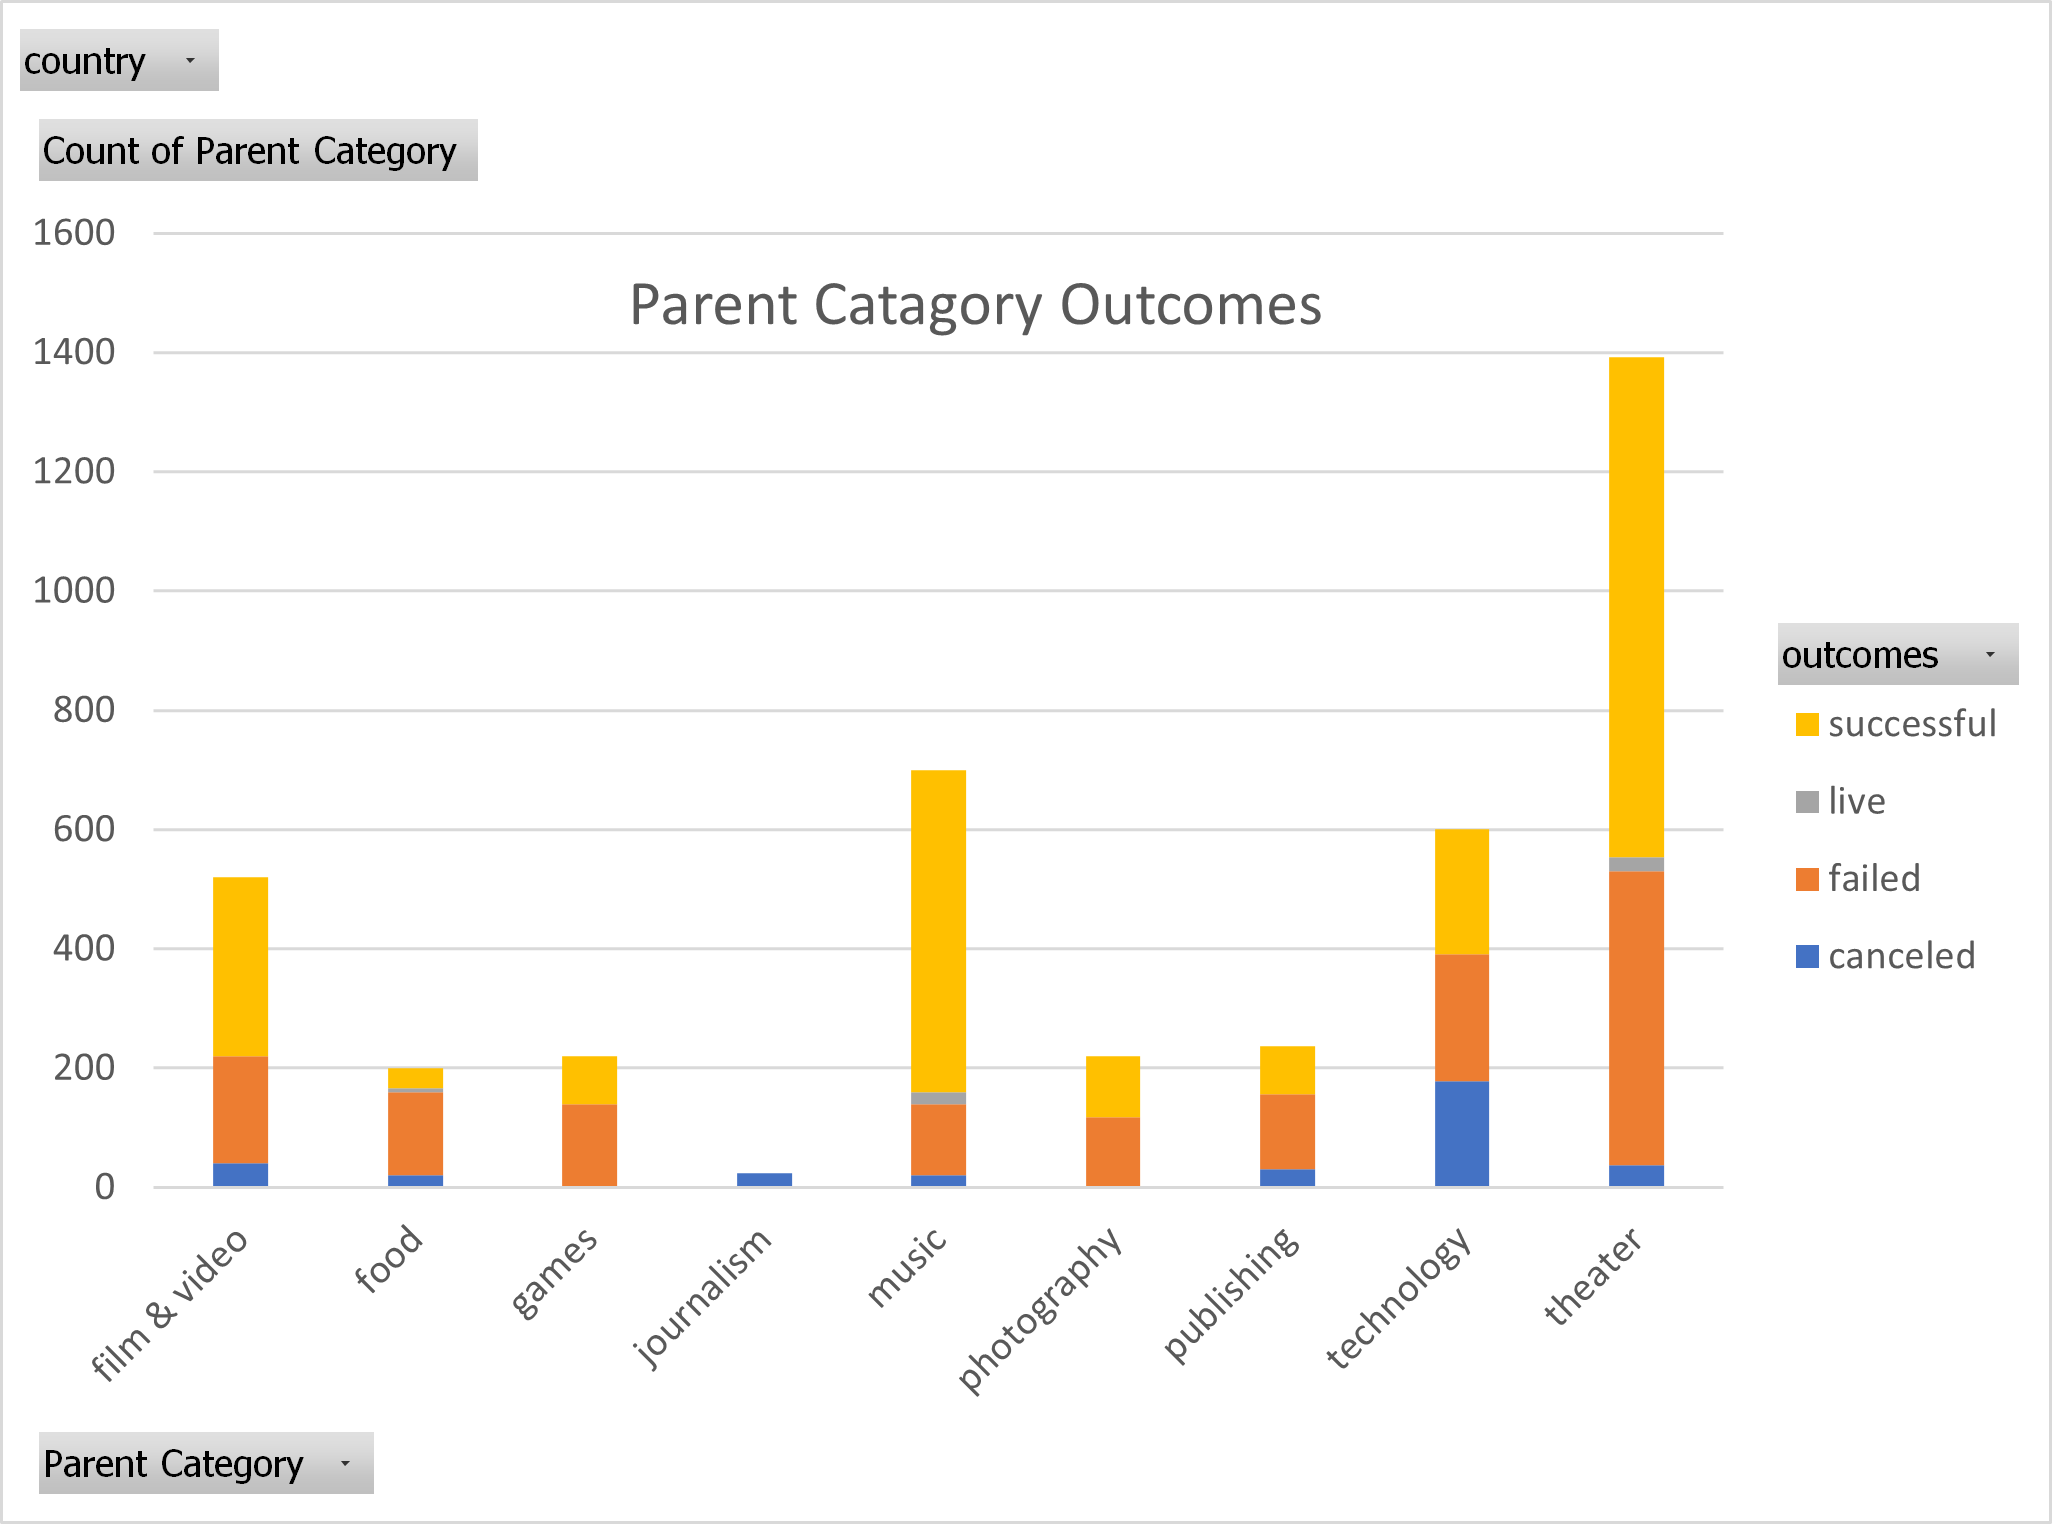 country
Count of Parent Category
Parent Catagory Outcomes
1600
1400
1200
1000
800
600
400
200
0
film & video
food
games
journalism
music
photography
publishing
technology
theater
outcomes
successful
live
failed
canceled
Parent Category